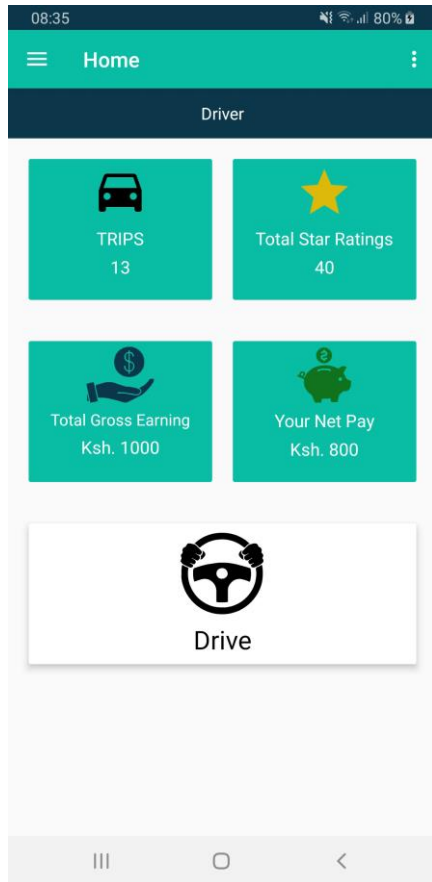 08:35
80%
Home
Driver
TRIPS
13
Total Star Ratings
40
$
Total Gross Earning
Ksh. 1000
Your Net Pay
Ksh. 800
Drive